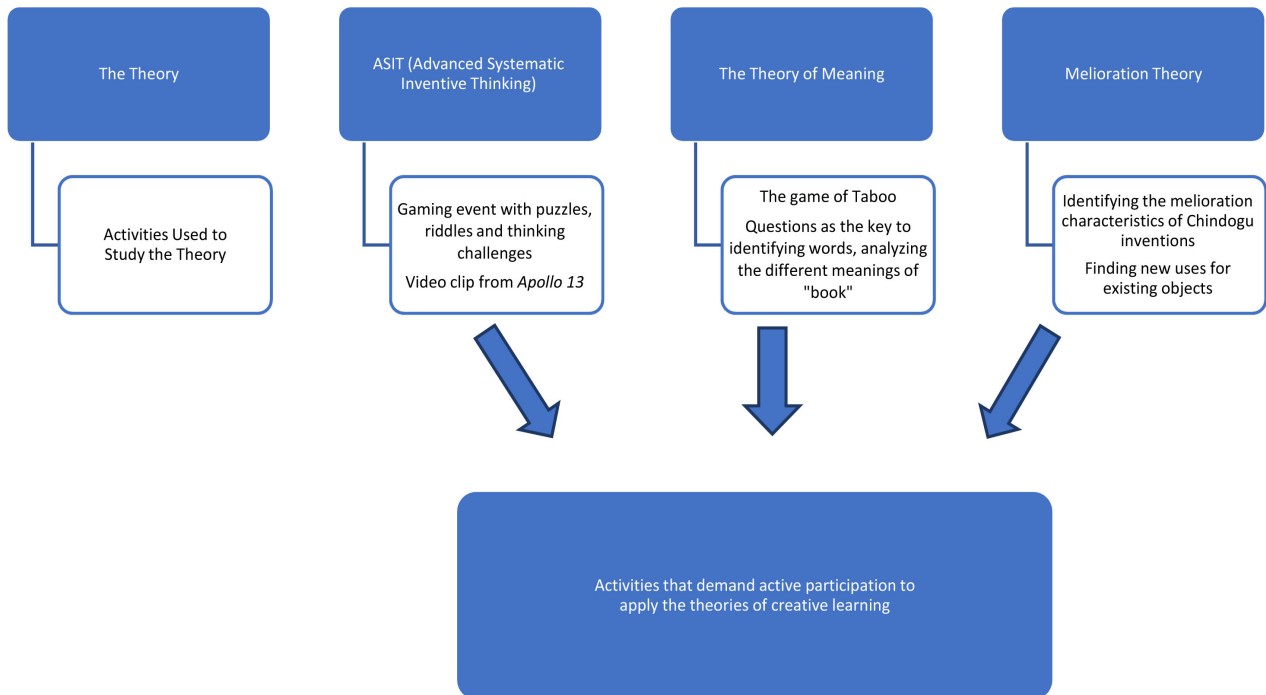 The Theory
ASIT (Advanced Systematic
Inventive Thinking)
The Theory of Meaning
Melioration Theory
Activities Used to
Study the Theory
Gaming event with puzzles,
riddles and thinking
challenges
Video clip from Apollo 13
The game of Taboo
Questions as the key to
identifying words, analyzing
the different meanings of
"book"
Identifying the melioration
characteristics of Chindogu
inventions
Finding new uses for
existing objects
Activities that demand active participation to
apply the theories of creative learning